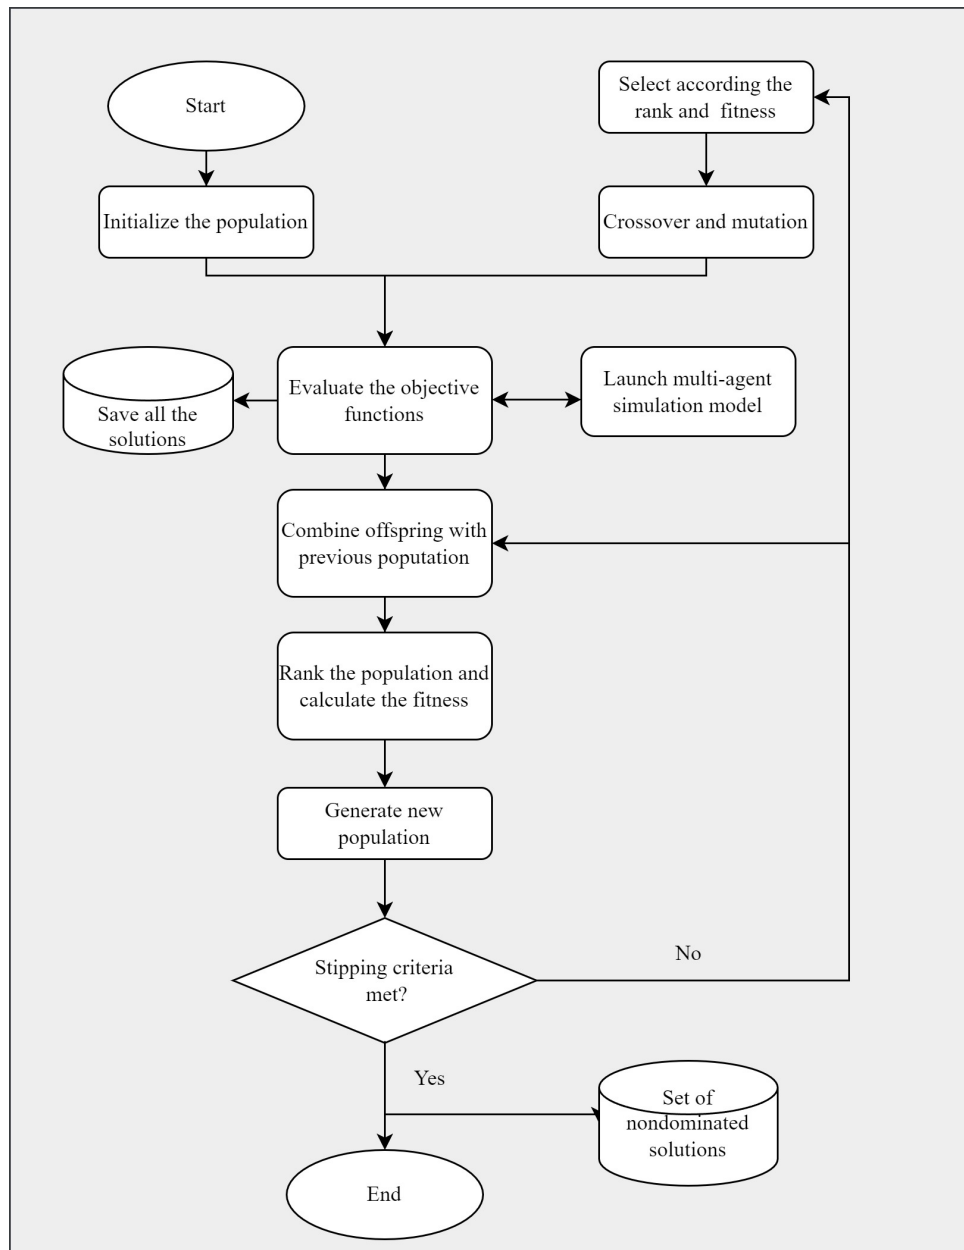 Start
Select according the
rank and fitness
Initialize the population
Crossover and mutation
Save all the
solutions
Evaluate the objective
functions
Launch multi-agent
simulation model
Combine offspring with
previous poputation
Rank the population and
calculate the fitness
Generate new
population
Stipping criteria
met?
No
Yes
Set of
nondominated
solutions
End